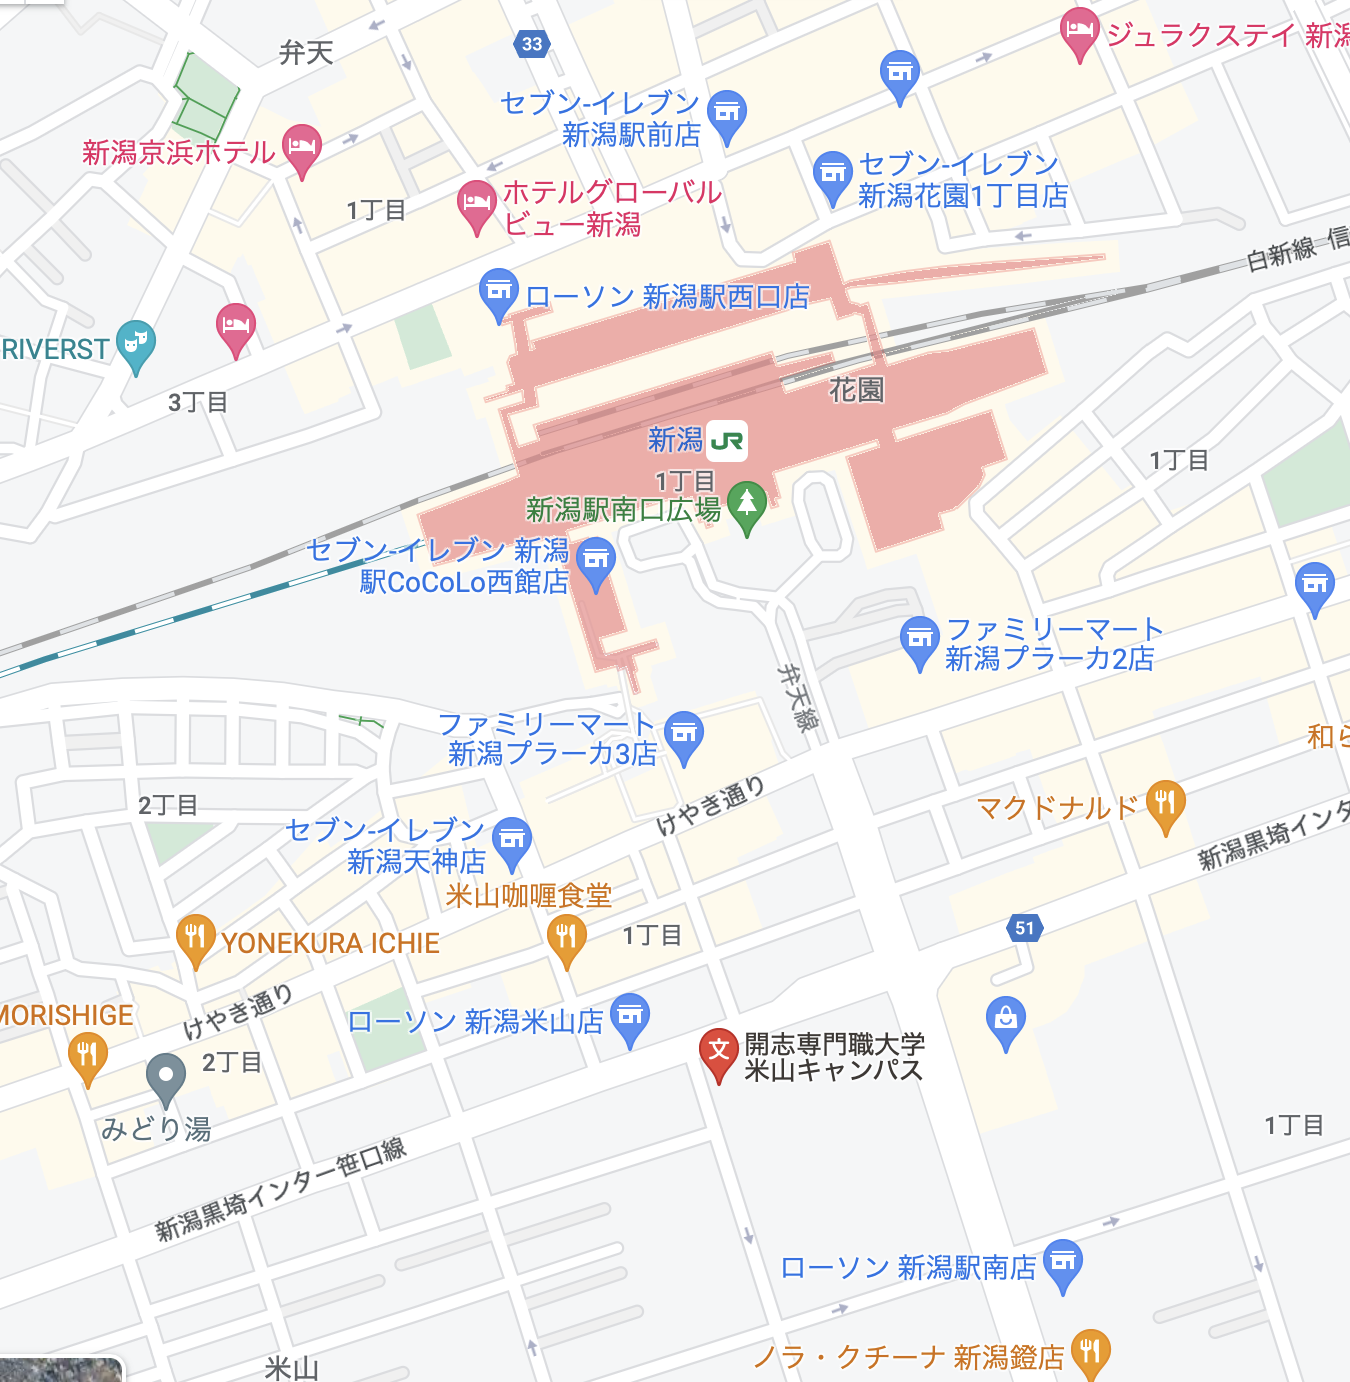 弁天
33
ジュラクステイ 新潟
セブン-イレブン
新潟駅前店
新潟京浜ホテル
セブン-イレブン
新潟花園1丁目店
1丁目
ホテルグローバル
ビュー新潟
白新線
信
ローソン 新潟駅西口店
RIVERST
3丁目
花園
新潟
JR
1丁目
1丁目
新潟駅南口広場
セブン-イレブン 新潟
駅CoCoLo西館店
ファミリーマート
新潟プラーカ2店
弁天線
ファミリーマート
新潟プラーカ3店
和ら
けやき通り
2丁目
マクドナルド
セブン-イレブン
新潟天神店
新潟黒埼インタ
米山咖喱食堂
51
1丁目
YONEKURA ICHIE
けやき通り
MORISHIGE
ローソン 新潟米山店
文
開志専門職大学
米山キャンパス
2丁目
みどり湯
1丁目
新潟黒埼インター笹口線
ローソン 新潟駅南店
ノラ・クチーナ 新潟鐙店
米山